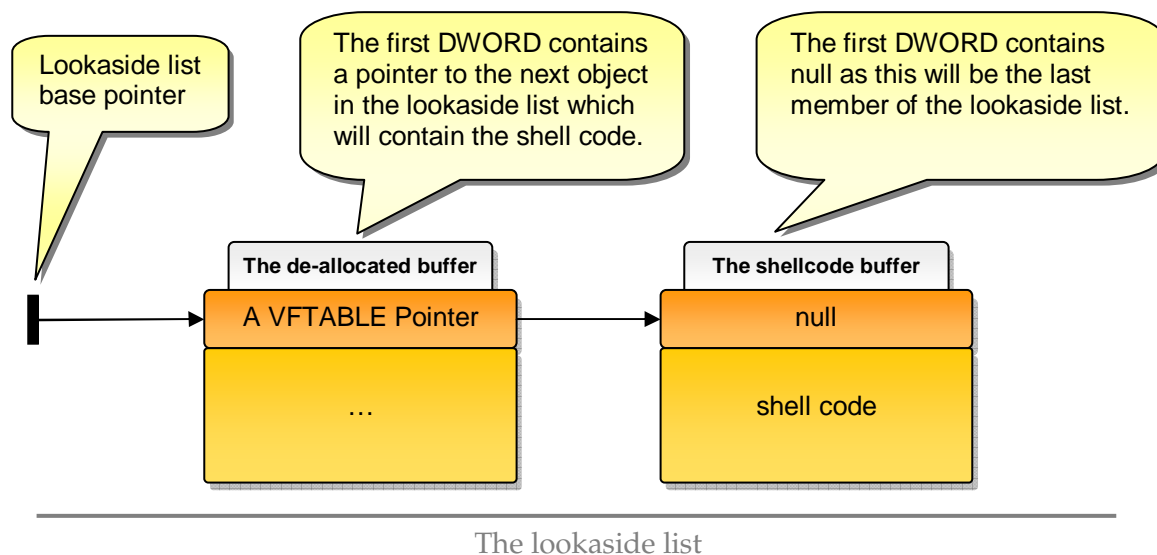 Lookaside list
base pointer
The first DWORD contains
a pointer to the next object
in the lookaside list which
will contain the shell code.
The first DWORD contains
null as this will be the last
member of the lookaside list.
The de-allocated buffer
The shellcode buffer
A VFTABLE Pointer
null
…
shell code
The lookaside list